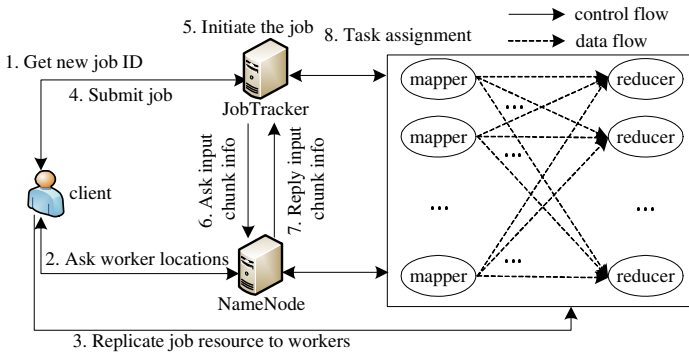 5. Initiate the job
8. Task assignment
control flow
data flow
1. Get new job ID
4. Submit job
JobTracker
mapper
reducer
...
mapper
reducer
...
client
6. Ask input
chunk info
7. Reply input
chunk info
...
...
...
2. Ask worker locations
NameNode
mapper
reducer
3. Replicate job resource to workers